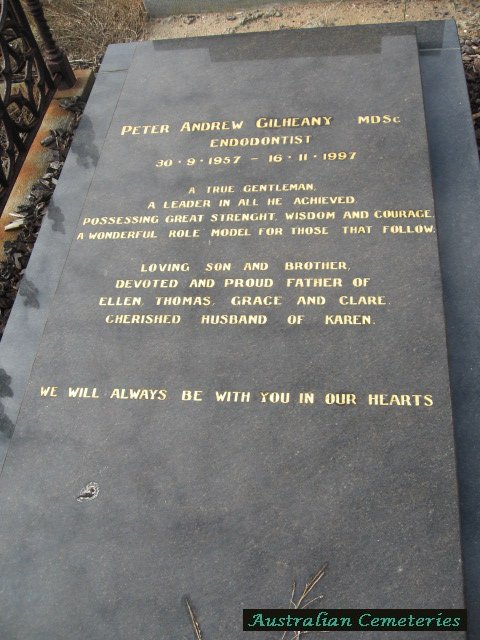 PETER ANDREW GILHEANY MDSc
ENDODONTIST
30 · 9 · 1957 - 16 · 11 · 1997
A TRUE GENTLEMAN.
A LEADER IN ALL HE ACHIEVED.
POSSESSING GREAT STRENGHT, WISDOM AND COURAGE.
A WONDERFUL ROLE MODEL FOR THOSE THAT FOLLOW.
LOVING SON AND BROTHER.
DEVOTED AND PROUD FATHER OF
ELLEN, THOMAS, GRACE AND CLARE.
CHERISHED HUSBAND OF KAREN.
WE WILL ALWAYS BE WITH YOU IN OUR HEARTS
Australian Cemeteries